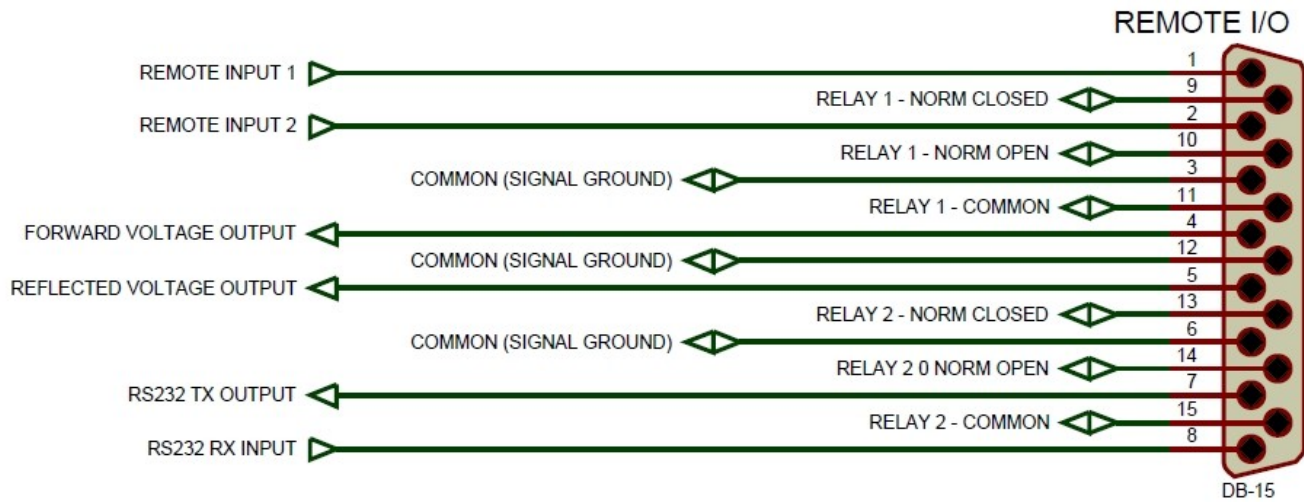 REMOTE I/O
REMOTE INPUT 1 1
RELAY 1 - NORM CLOSED 9
REMOTE INPUT 2 2
RELAY 1 - NORM OPEN 10
COMMON (SIGNAL GROUND) 3
RELAY 1 - COMMON 11
FORWARD VOLTAGE OUTPUT 4
COMMON (SIGNAL GROUND) 12
REFLECTED VOLTAGE OUTPUT 5
RELAY 2 - NORM CLOSED 13
COMMON (SIGNAL GROUND) 6
RELAY 2 0 NORM OPEN 14
RS232 TX OUTPUT 7
RELAY 2 - COMMON 15
RS232 RX INPUT 8
DB-15